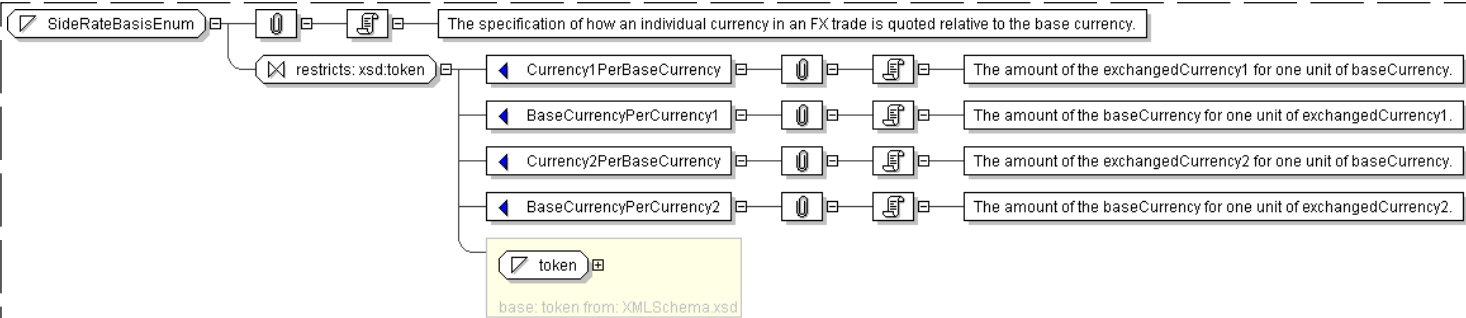 SideRateBasisEnum
The specification of how an individual currency in an FX trade is quoted relative to the base currency.
restricts: xsd:token
Currency1PerBaseCurrency
The amount of the exchangedCurrency1 for one unit of baseCurrency.
BaseCurrencyPerCurrency1
The amount of the baseCurrency for one unit of exchangedCurrency1.
Currency2PerBaseCurrency
The amount of the exchangedCurrency2 for one unit of baseCurrency.
BaseCurrencyPerCurrency2
The amount of the baseCurrency for one unit of exchangedCurrency2.
token
base: token from: XMLSchema.xsd